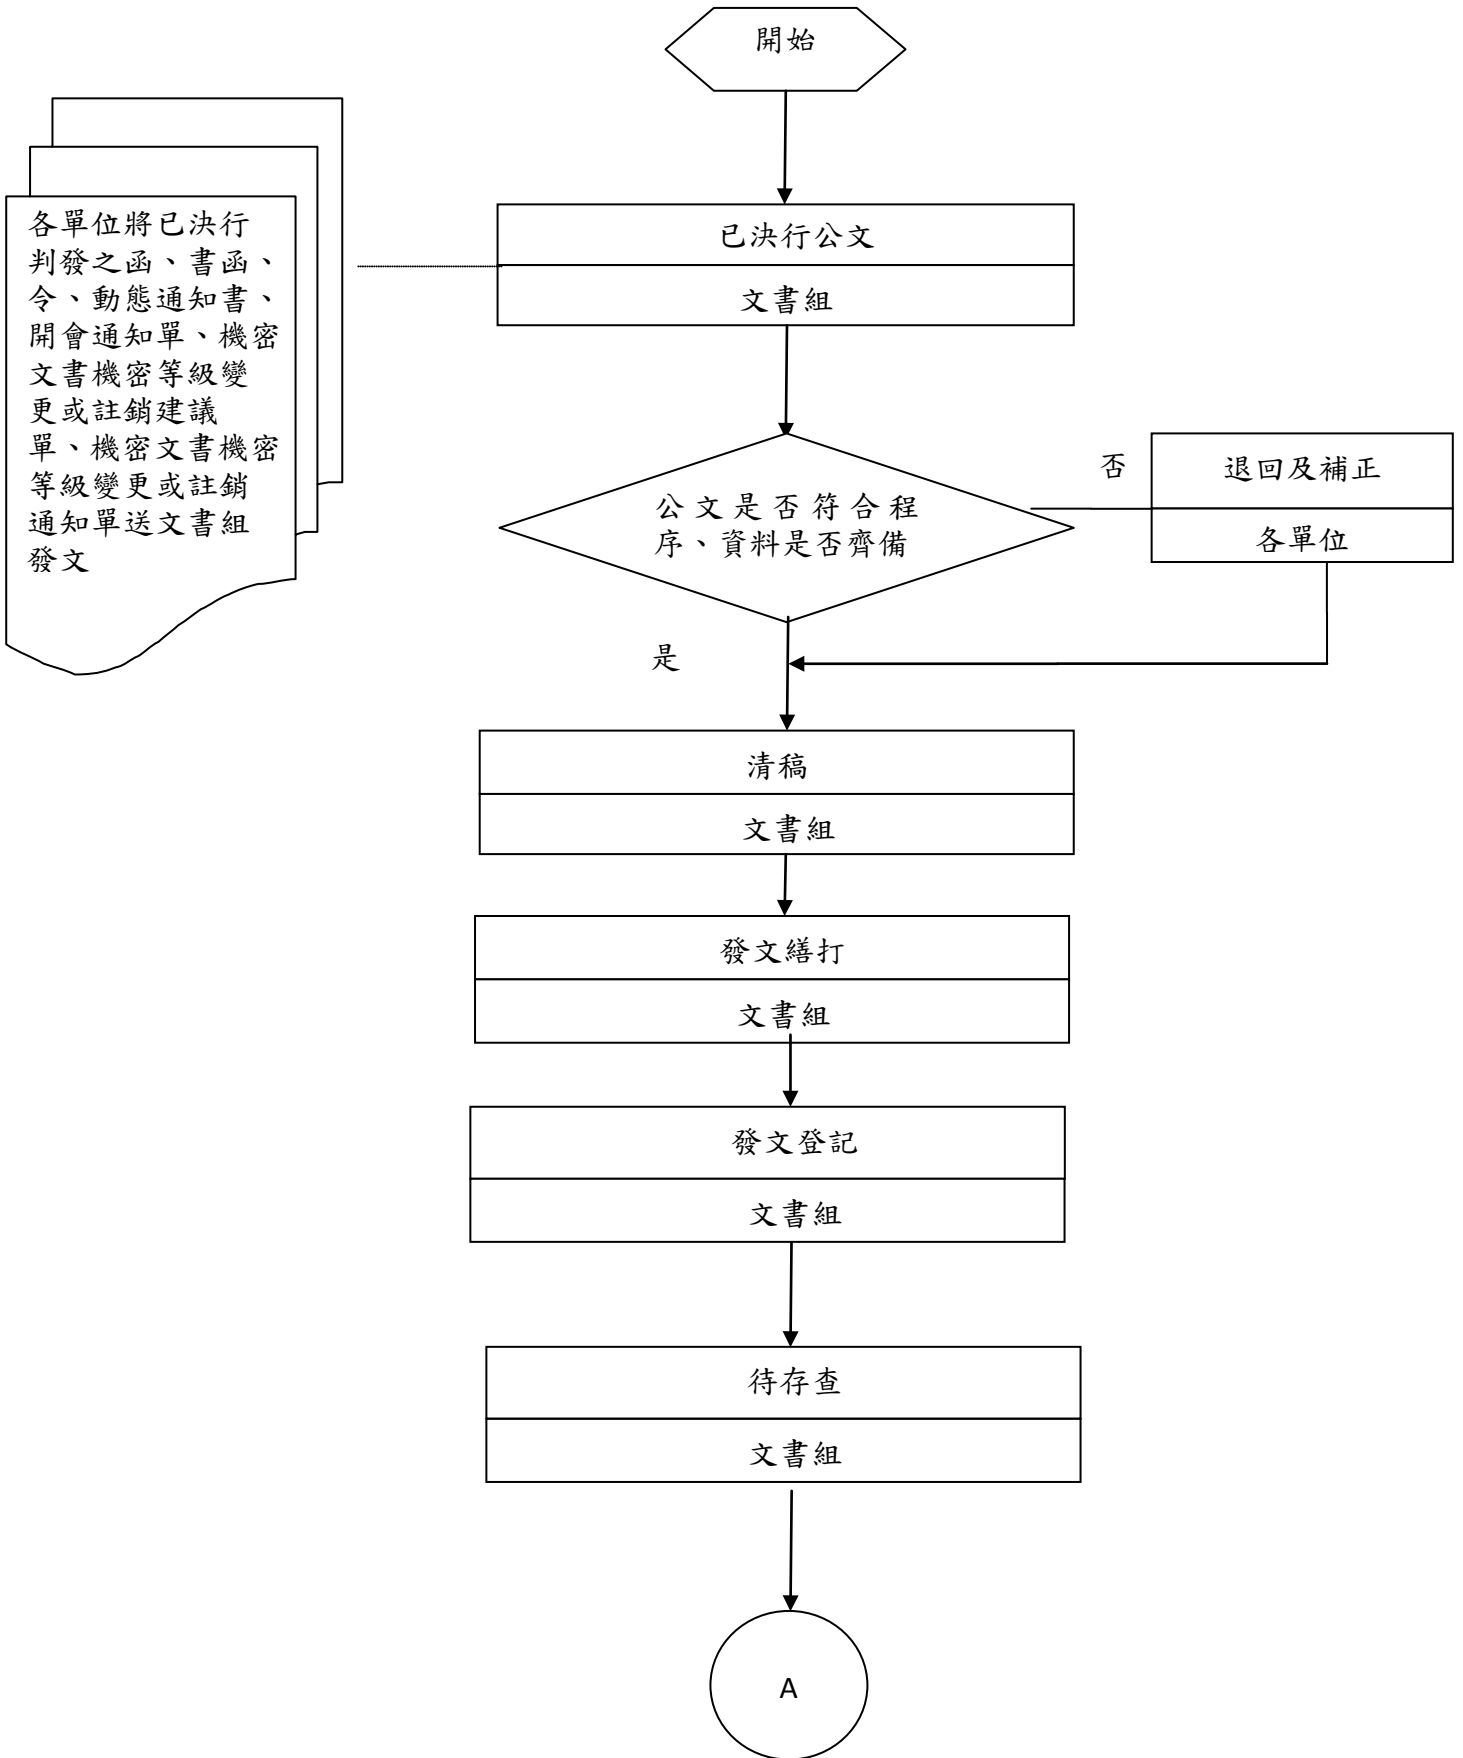 開始
各單位將已決行
判發之函、書函、
令、動態通知書、
開會通知單、機密
文書機密等級變
更或註銷建議
單、機密文書機密
等級變更或註銷
通知單送文書組
發文
已決行公文
文書組
公文是否符合程
序、資料是否齊備
否
退回及補正
各單位
是
清稿
文書組
發文繕打
文書組
發文登記
文書組
待存查
文書組
A